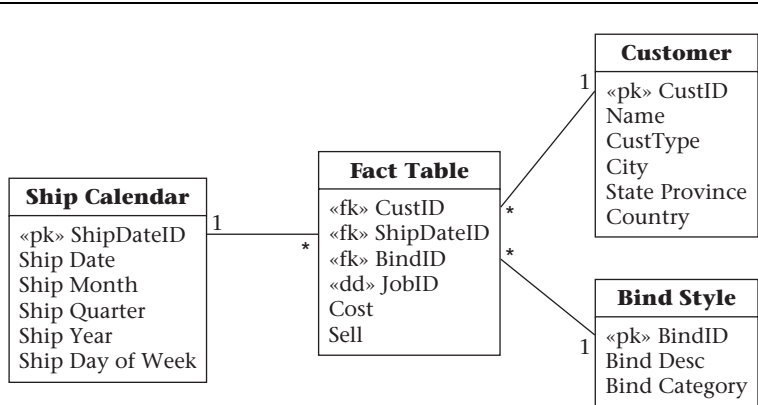 Customer
«pk» CustID
Name
CustType
City
State Province
Country
1
*
Fact Table
«fk» CustID
«fk» ShipDateID
«fk» BindID
«dd» JobID
Cost
Sell
Ship Calendar
«pk» ShipDateID
Ship Date
Ship Month
Ship Quarter
Ship Year
Ship Day of Week
1
*
*
1
Bind Style
«pk» BindID
Bind Desc
Bind Category